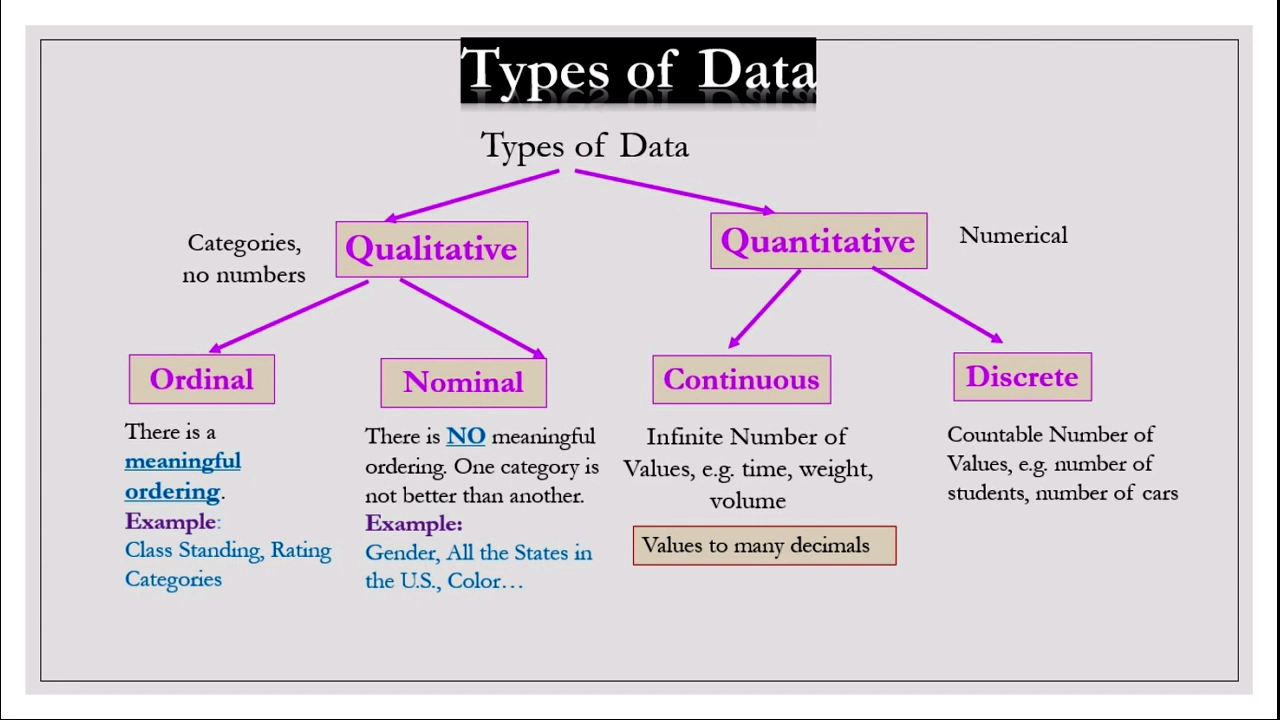 Types of Data
Types of Data
Categories,
no numbers
Qualitative
Quantitative
Numerical
Ordinal
There is a
meaningful
ordering.
Example:
Class Standing, Rating
Categories
Nominal
There is NO meaningful
ordering. One category is
not better than another.
Example:
Gender, All the States in
the U.S., Color…
Continuous
Infinite Number of
Values, e.g. time, weight,
volume
Values to many decimals
Discrete
Countable Number of
Values, e.g. number of
students, number of cars